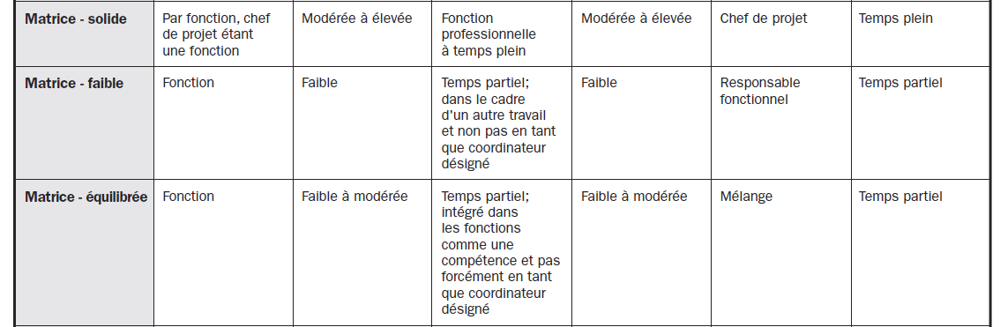 Matrice - solide
Par fonction, chef
de projet étant
une fonction
Modérée à élevée
Fonction
professionnelle
à temps plein
Modérée à élevée
Chef de projet
Temps plein
Matrice - faible
Fonction
Faible
Temps partiel;
dans le cadre
d'un autre travail
et non pas en tant
que coordinateur
désigné
Faible
Responsable
fonctionnel
Temps partiel
Matrice - équilibrée
Fonction
Faible à modérée
Temps partiel;
intégré dans
les fonctions
comme une
compétence et pas
forcément en tant
que coordinateur
désigné
Faible à modérée
Mélange
Temps partiel